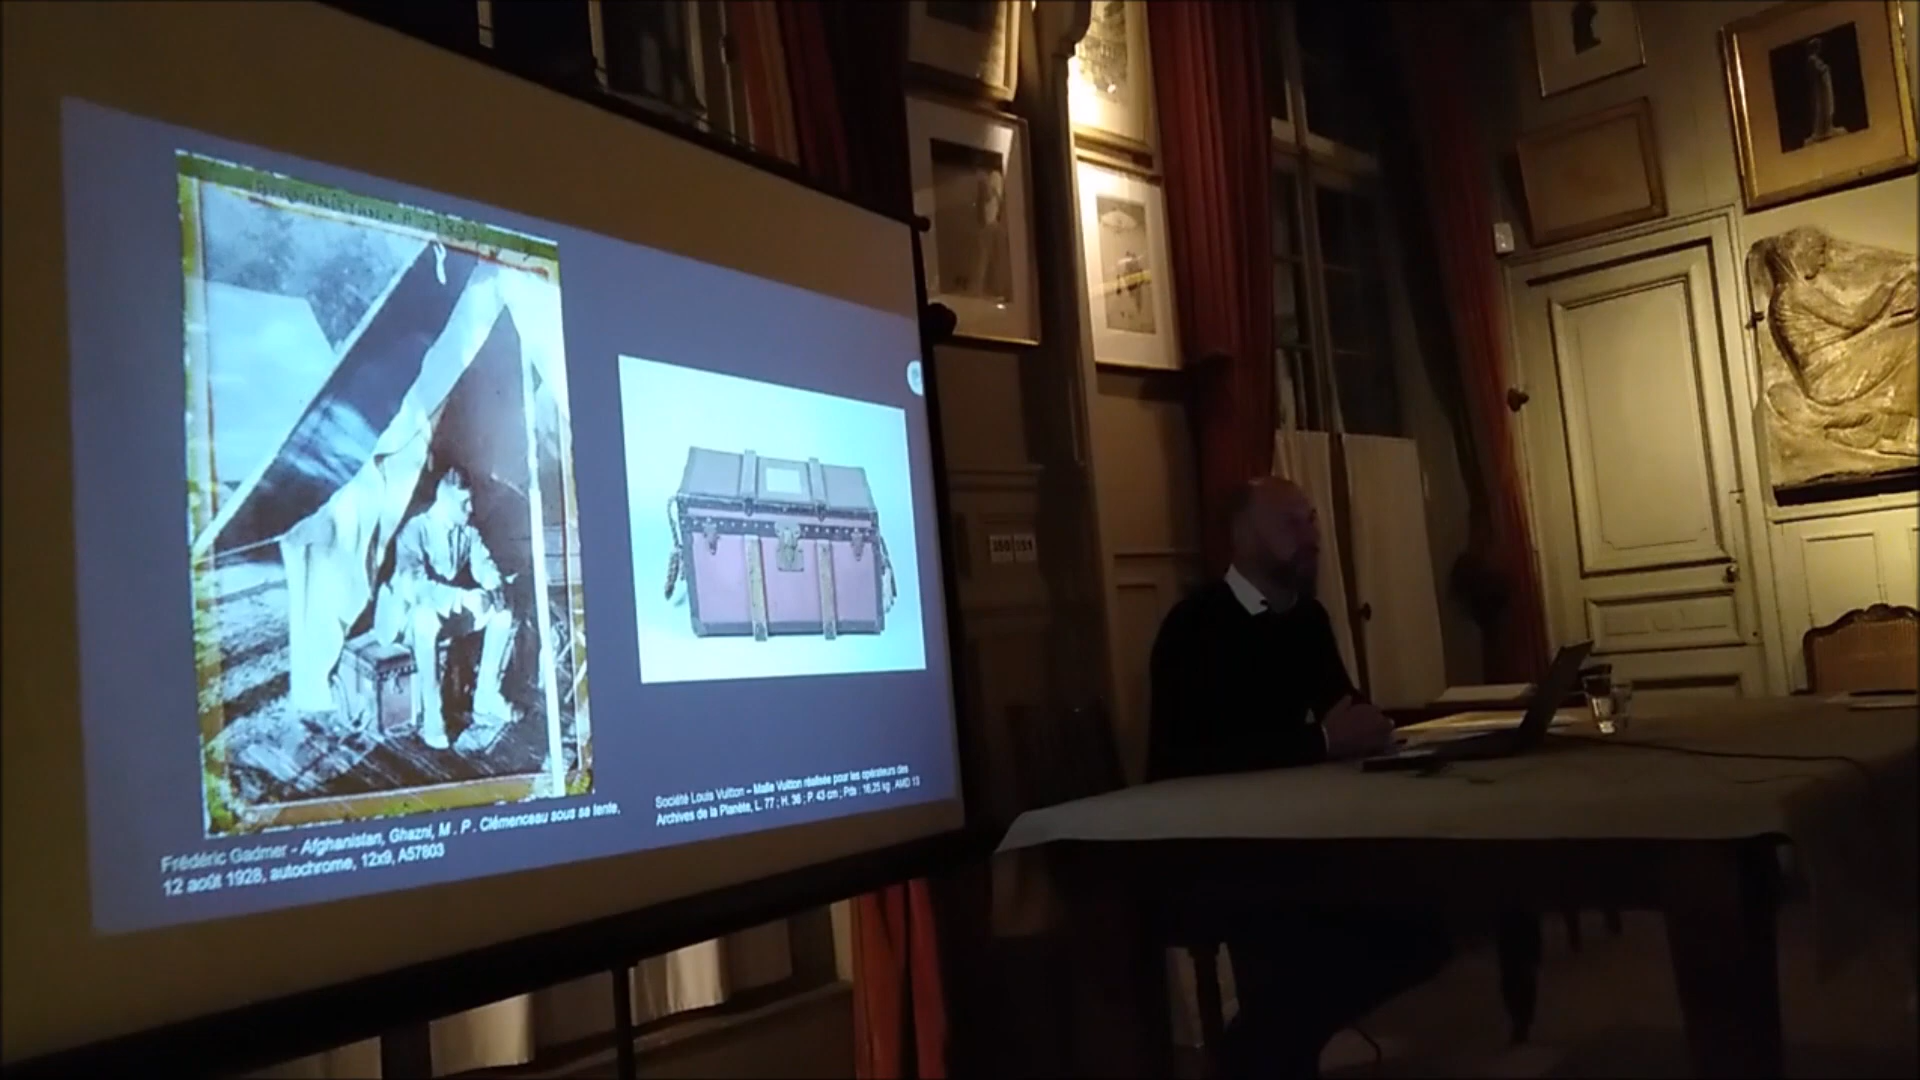 AFGHANISTAN. A 57803
Frédéric Gadmer - Afghanistan, Ghazni, M . P . Clémenceau sous sa tente,
12 août 1928, autochrome, 12x9, A57803
Société Louis Vuitton – Malle Vuitton réalisée pour les opérateurs des
Archives de la Planète, L. 77 ; H. 36 ; P. 43 cm ; Pds : 16,25 kg . AMD 13